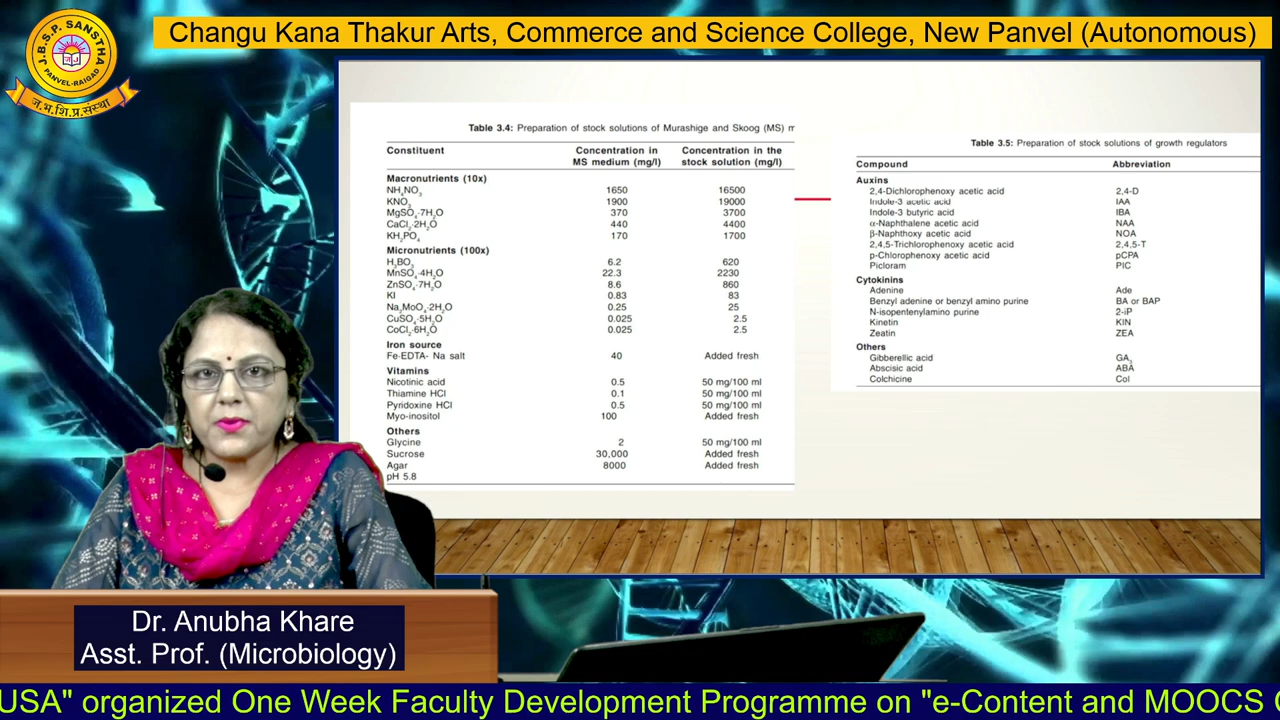 Changu Kana Thakur Arts, Commerce and Science College, New Panvel (Autonomous)
J.B.S.P. SANSTHA
PANVEL-RAIGAD
ज.भ.शि.प्र.संस्था
Table 3.4: Preparation of stock solutions of Murashige and Skoog (MS) m
Constituent Concentration in MS medium (mg/l) Concentration in the stock solution (mg/l)
Macronutrients (10x)
NH₄NO₃ 1650 16500
KNO₃ 1900 19000
MgSO₄·7H₂O 370 3700
CaCl₂·2H₂O 440 4400
KH₂PO₄ 170 1700
Micronutrients (100x)
H₃BO₃ 6.2 620
MnSO₄·4H₂O 22.3 2230
ZnSO₄·7H₂O 8.6 860
KI 0.83 83
Na₂MoO₄·2H₂O 0.25 25
CuSO₄·5H₂O 0.025 2.5
CoCl₂·6H₂O 0.025 2.5
Iron source
Fe-EDTA- Na salt 40 Added fresh
Vitamins
Nicotinic acid 0.5 50 mg/100 ml
Thiamine HCl 0.1 50 mg/100 ml
Pyridoxine HCl 0.5 50 mg/100 ml
Myo-inositol 100 Added fresh
Others
Glycine 2 50 mg/100 ml
Sucrose 30,000 Added fresh
Agar 8000 Added fresh
pH 5.8
Table 3.5: Preparation of stock solutions of growth regulators
Compound Abbreviation
Auxins
2,4-Dichlorophenoxy acetic acid 2,4-D
Indole-3 acetic acid IAA
Indole-3 butyric acid IBA
α-Naphthalene acetic acid NAA
β-Naphthoxy acetic acid NOA
2,4,5-Trichlorophenoxy acetic acid 2,4,5-T
p-Chlorophenoxy acetic acid pCPA
Picloram PIC
Cytokinins
Adenine Ade
Benzyl adenine or benzyl amino purine BA or BAP
N-isopentenylamino purine 2-iP
Kinetin KIN
Zeatin ZEA
Others
Gibberellic acid GA₃
Abscisic acid ABA
Colchicine Col
Dr. Anubha Khare
Asst. Prof. (Microbiology)
USA" organized One Week Faculty Development Programme on "e-Content and MOOCS